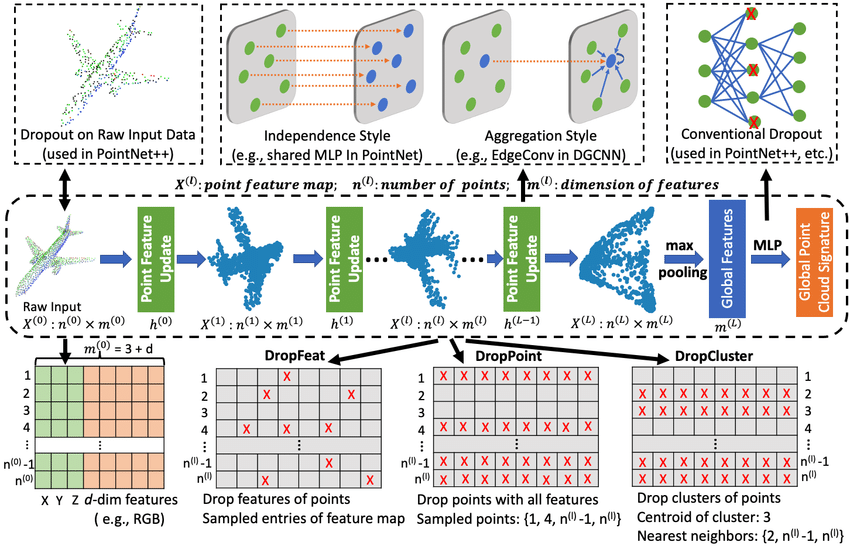 Dropout on Raw Input Data
(used in PointNet++)
Independence Style
(e.g., shared MLP In PointNet)
Aggregation Style
(e.g., EdgeConv in DGCNN)
Conventional Dropout
(used in PointNet++, etc.)
X^(l): point feature map; n^(l): number of points; m^(l): dimension of features
Raw Input
X^(0): n^(0) × m^(0)
Point Feature
Update
h^(0)
X^(1): n^(1) × m^(1)
Point Feature
Update
h^(1)
...
X^(l): n^(l) × m^(l)
...
Point Feature
Update
h^(L−1)
X^(L): n^(L) × m^(L)
max
pooling
Global Features
m^(L)
MLP
Global Point
Cloud Signature
m^(0) = 3 + d
1
2
3
4
⋮
n^(0)-1
n^(0)
X Y Z d-dim features
( e.g., RGB)
DropFeat
1
X
2
X X
3
4
X X X
⋮
n^(l)-1
X
n^(l)
X X
Drop features of points
Sampled entries of feature map
DropPoint
X X X X X X X X
X X X X X X X X
⋮
X X X X X X X X
X X X X X X X X
1
2
3
4
⋮
n^(l)-1
n^(l)
Drop points with all features
Sampled points: {1, 4, n^(l)-1, n^(l)}
DropCluster
1
X X X X X X X X
2
X X X X X X X X
3
4
⋮
X X X X X X X X
n^(l)-1
X X X X X X X X
n^(l)
Drop clusters of points
Centroid of cluster: 3
Nearest neighbors: {2, n^(l)-1, n^(l)}